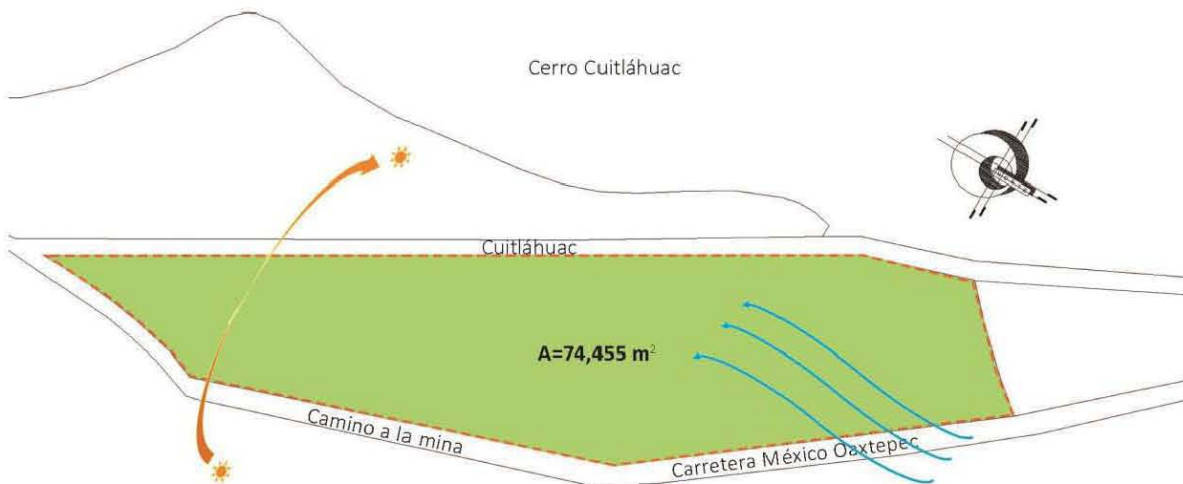 Cerro Cuitláhuac
Cuitláhuac
A=74,455 m²
Camino a la mina
Carretera México Oaxtepec